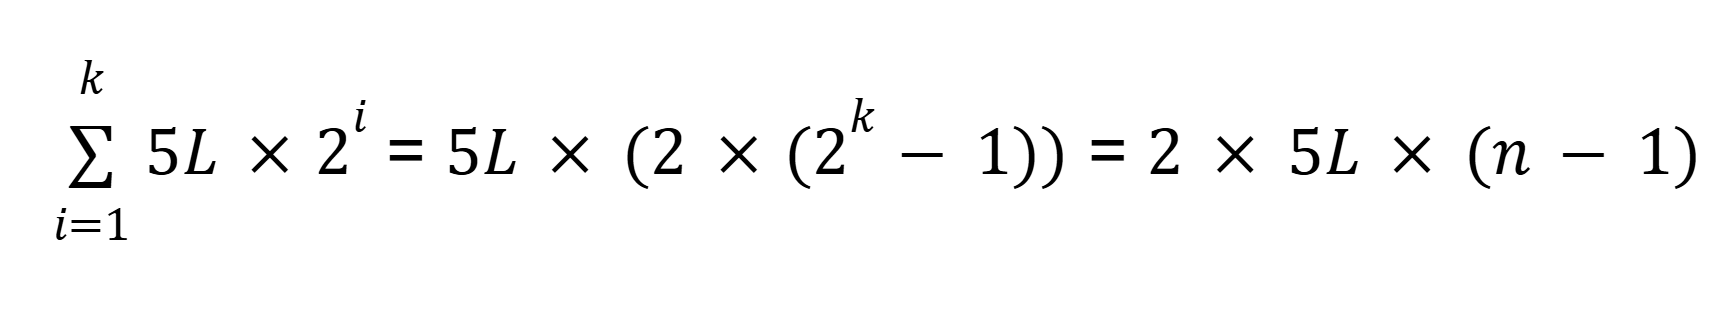 k
∑ 5L × 2^i = 5L × (2 × (2^k − 1)) = 2 × 5L × (n − 1)
i=1